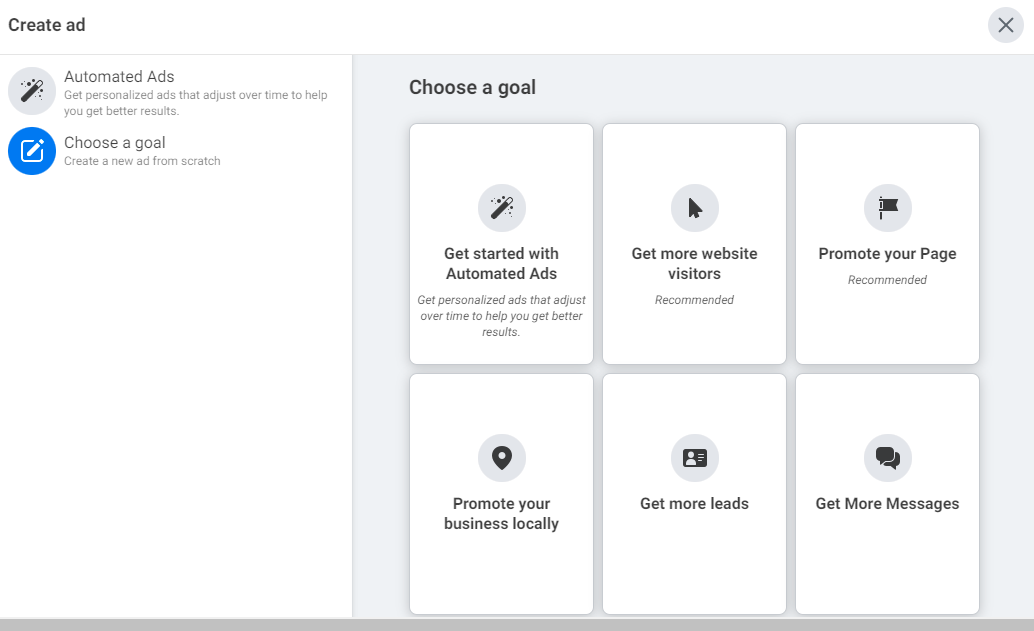 Create ad
Automated Ads
Get personalized ads that adjust over time to help
you get better results.
Choose a goal
Create a new ad from scratch
Choose a goal
Get started with
Automated Ads
Get personalized ads that adjust
over time to help you get better
results.
Get more website
visitors
Recommended
Promote your Page
Recommended
Promote your
business locally
Get more leads
Get More Messages